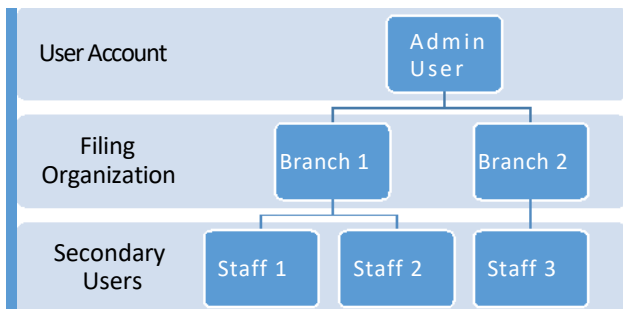 User Account
Admin
User
Filing
Organization
Branch 1
Branch 2
Secondary
Users
Staff 1
Staff 2
Staff 3